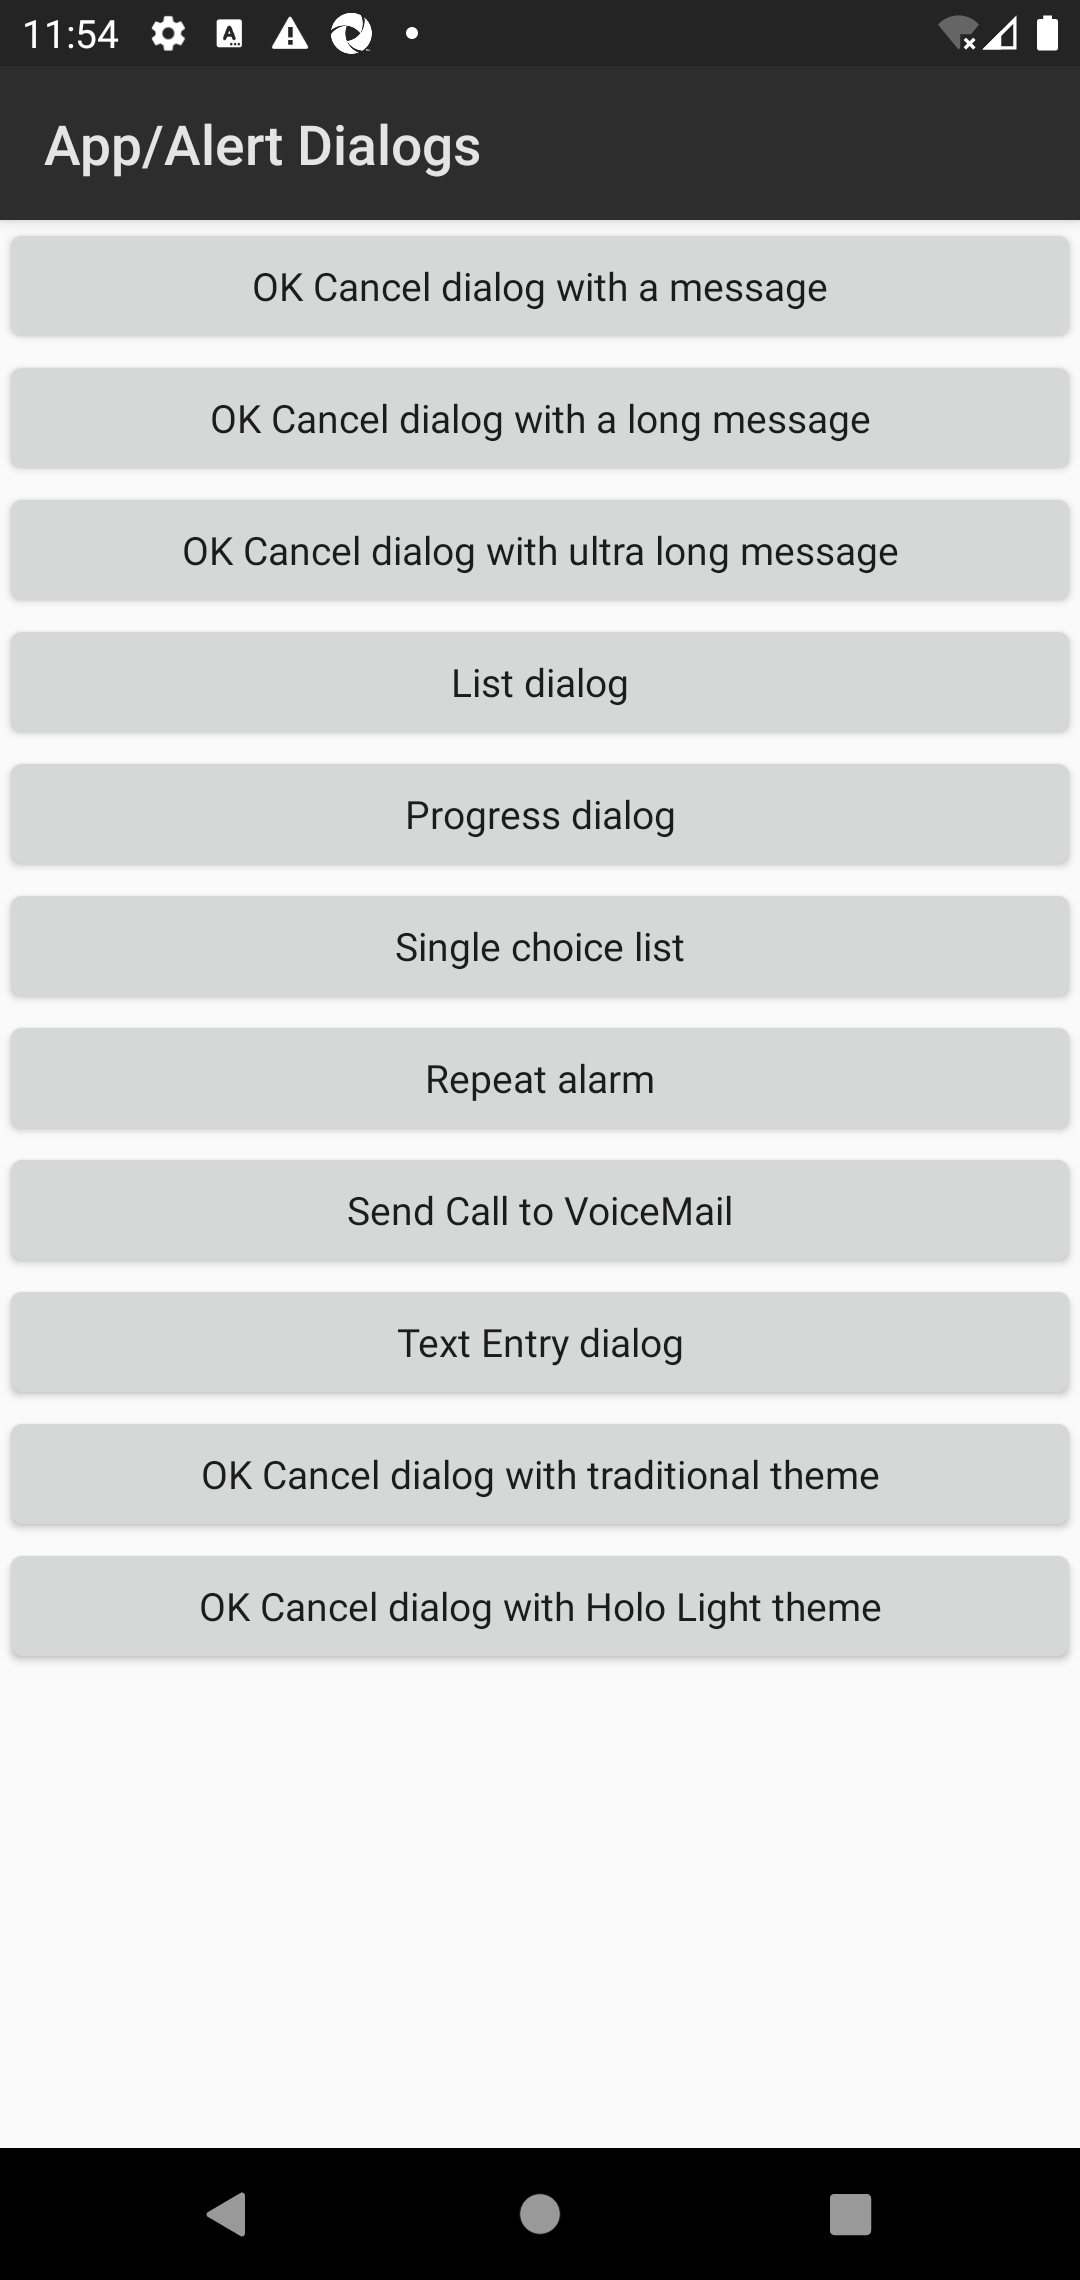 11:54
App/Alert Dialogs
OK Cancel dialog with a message
OK Cancel dialog with a long message
OK Cancel dialog with ultra long message
List dialog
Progress dialog
Single choice list
Repeat alarm
Send Call to VoiceMail
Text Entry dialog
OK Cancel dialog with traditional theme
OK Cancel dialog with Holo Light theme